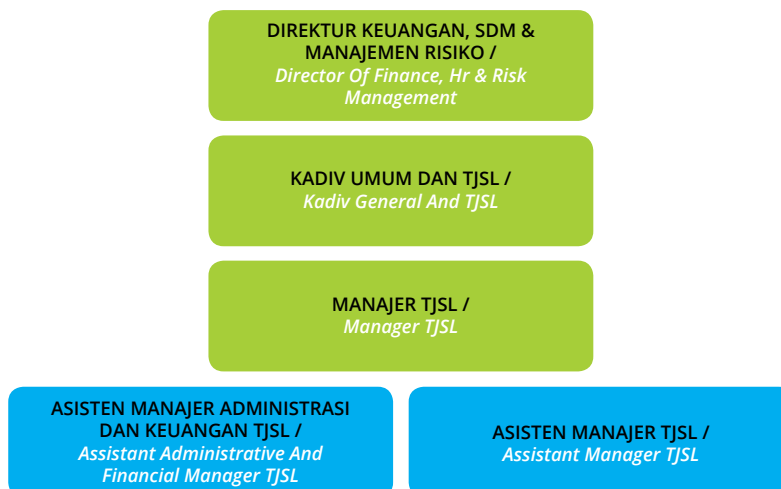 DIREKTUR KEUANGAN, SDM &
MANAJEMEN RISIKO /
Director Of Finance, Hr & Risk
Management
KADIV UMUM DAN TJSL /
Kadiv General And TJSL
MANAJER TJSL /
Manager TJSL
ASISTEN MANAJER ADMINISTRASI
DAN KEUANGAN TJSL /
Assistant Administrative And
Financial Manager TJSL
ASISTEN MANAJER TJSL /
Assistant Manager TJSL